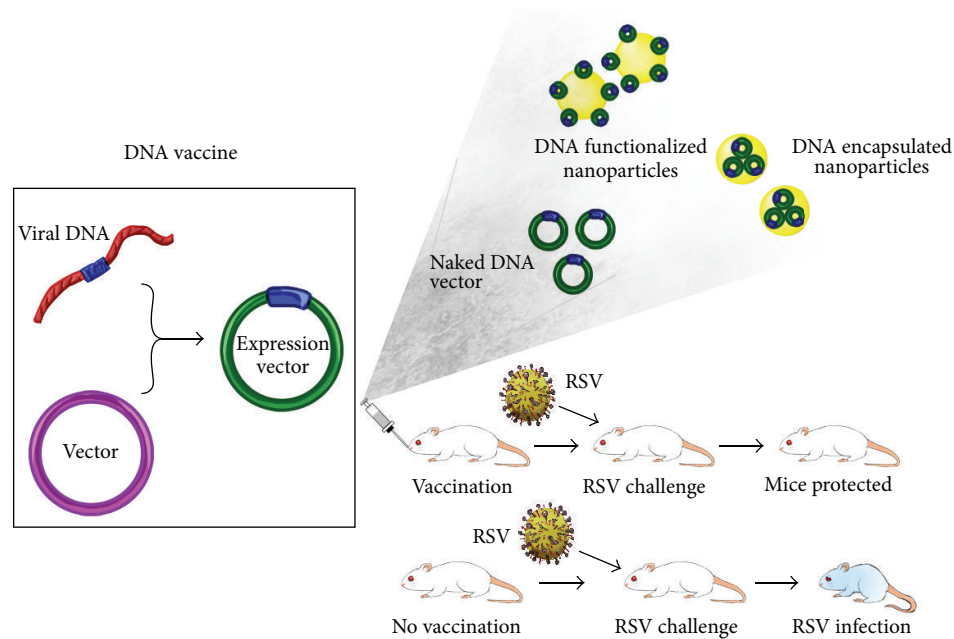 DNA vaccine
Viral DNA
Vector
Expression
vector
DNA functionalized
nanoparticles
DNA encapsulated
nanoparticles
Naked DNA
vector
RSV
Vaccination
RSV challenge
Mice protected
RSV
No vaccination
RSV challenge
RSV infection